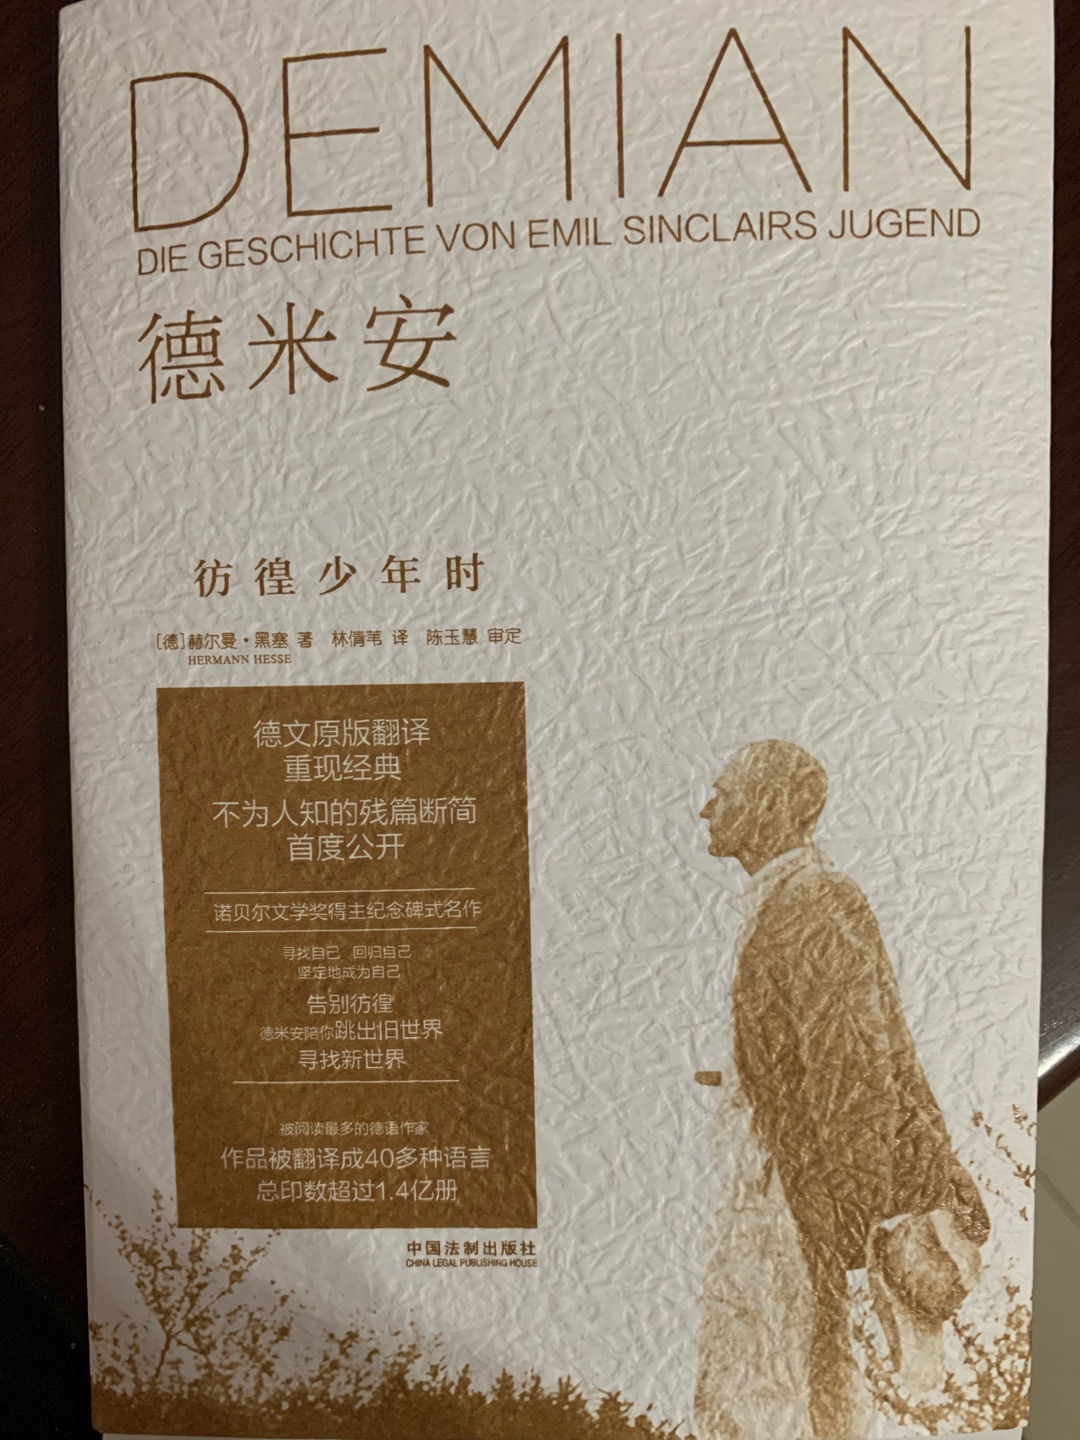 DEMIAN
DIE GESCHICHTE VON EMIL SINCLAIRS JUGEND
德米安
彷徨少年时
[德]赫尔曼·黑塞 著 林倩苇 译 陈玉慧 审定
HERMANN HESSE
德文原版翻译
重现经典
不为人知的残篇断简
首度公开
诺贝尔文学奖得主纪念碑式名作
寻找自己 回归自己
坚定地成为自己
告别彷徨
德米安陪你跳出旧世界
寻找新世界
被阅读最多的德语作家
作品被翻译成40多种语言
总印数超过1.4亿册
中国法制出版社
CHINA LEGAL PUBLISHING HOUSE